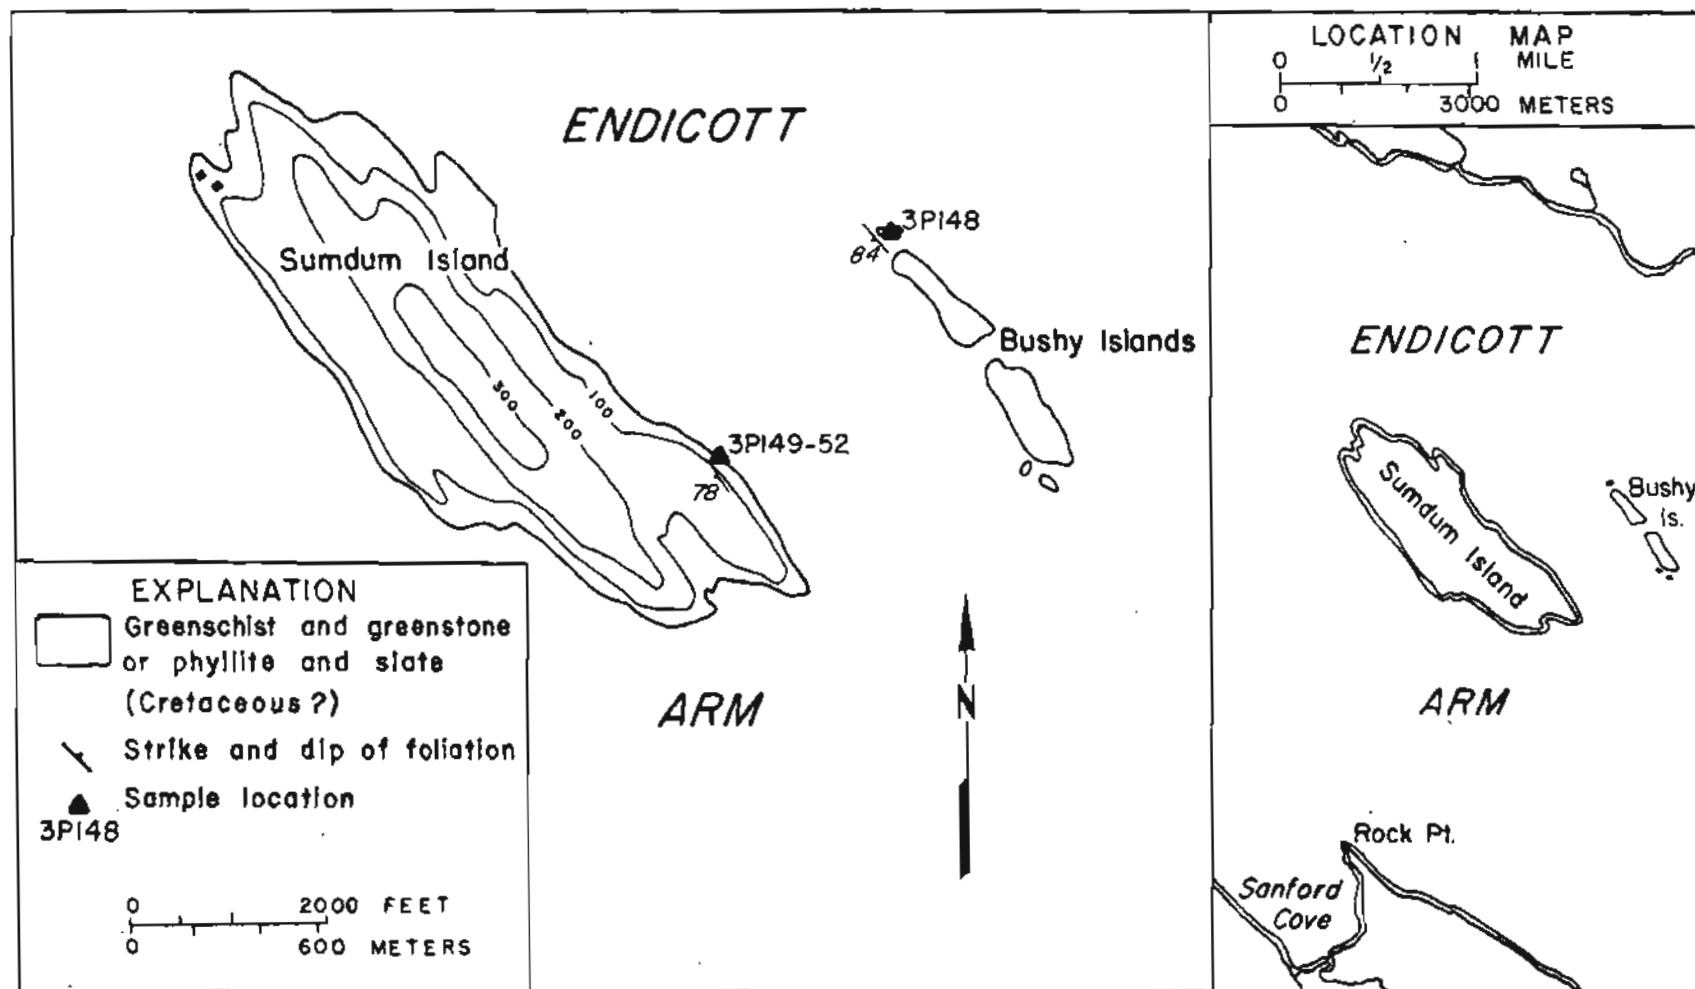 ENDICOTT
3P148
84
Sumdum Island
Bushy Islands
300
200
100
3P149-52
78
ARM
N
EXPLANATION
Greenschist and greenstone
or phyllite and slate
(Cretaceous ?)
Strike and dip of foliation
Sample location
3P148
0 2000 FEET
0 600 METERS
LOCATION MAP
0 1/2 1 MILE
0 3000 METERS
ENDICOTT
Sumdum Island
Bushy
Is.
ARM
Rock Pt.
Sanford
Cove